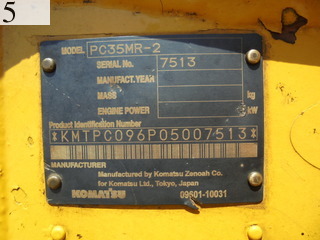 5
MODEL PC35MR-2
SERIAL No. 7513
MANUFACT. YEAR
MASS kg
ENGINE POWER kW
Product Identification Number
*KMTPC096P05007513*
MANUFACTURER
Manufactured by Komatsu Zenoah Co.
for Komatsu Ltd., Tokyo, Japan
KOMATSU 09601-10031